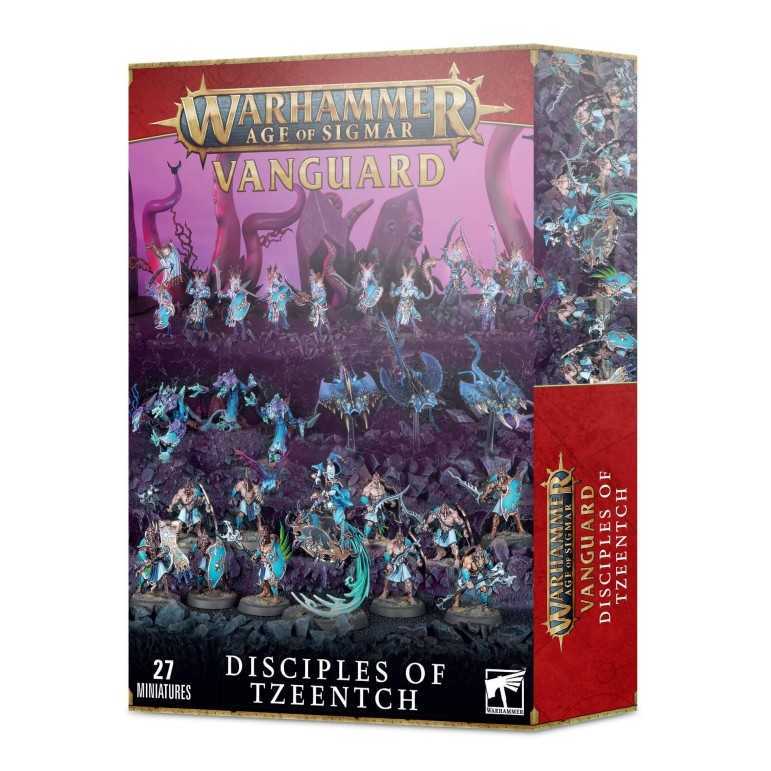 WARHAMMER
AGE OF SIGMAR
VANGUARD
27
MINIATURES
DISCIPLES OF
TZEENTCH
WARHAMMER
WARHAMMER
AGE OF SIGMAR
VANGUARD
DISCIPLES OF
TZEENTCH